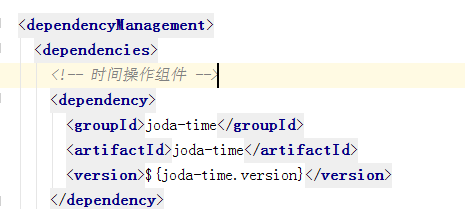 <dependencyManagement>
<dependencies>
<!-- 时间操作组件 -->
<dependency>
<groupId>joda-time</groupId>
<artifactId>joda-time</artifactId>
<version>${joda-time.version}</version>
</dependency>